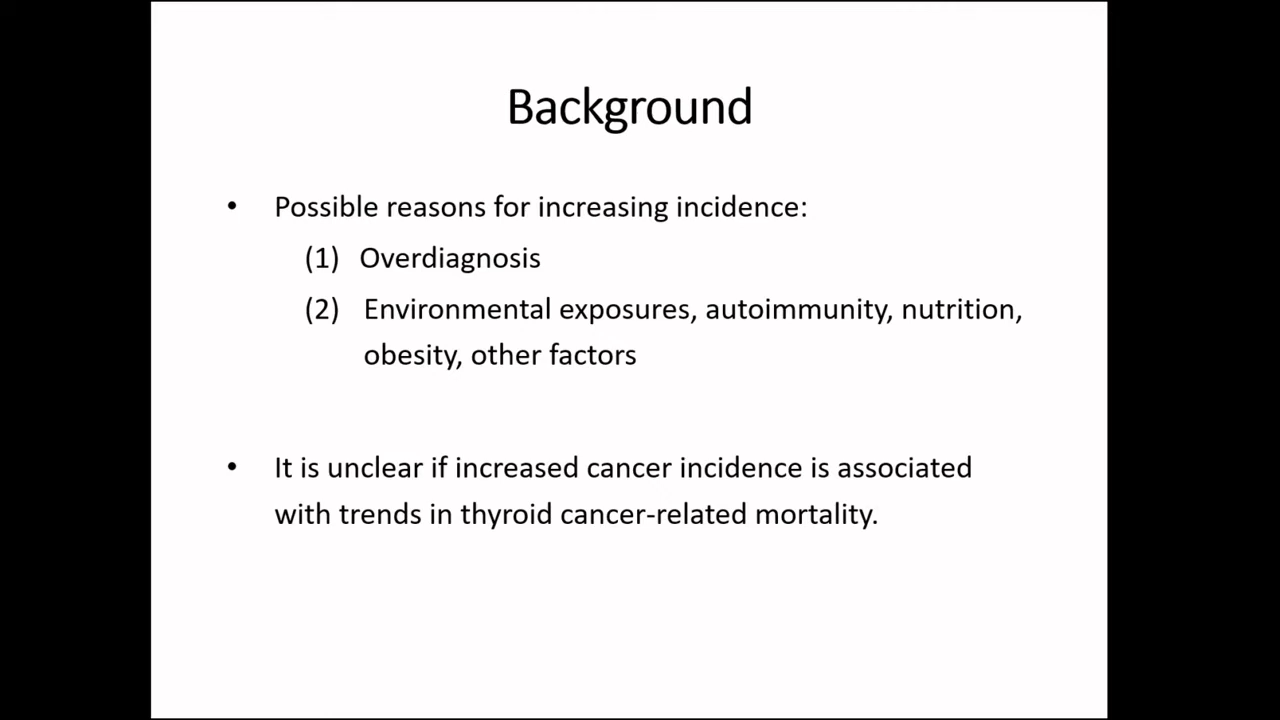 Background
• Possible reasons for increasing incidence:
(1) Overdiagnosis
(2) Environmental exposures, autoimmunity, nutrition,
obesity, other factors
• It is unclear if increased cancer incidence is associated
with trends in thyroid cancer-related mortality.